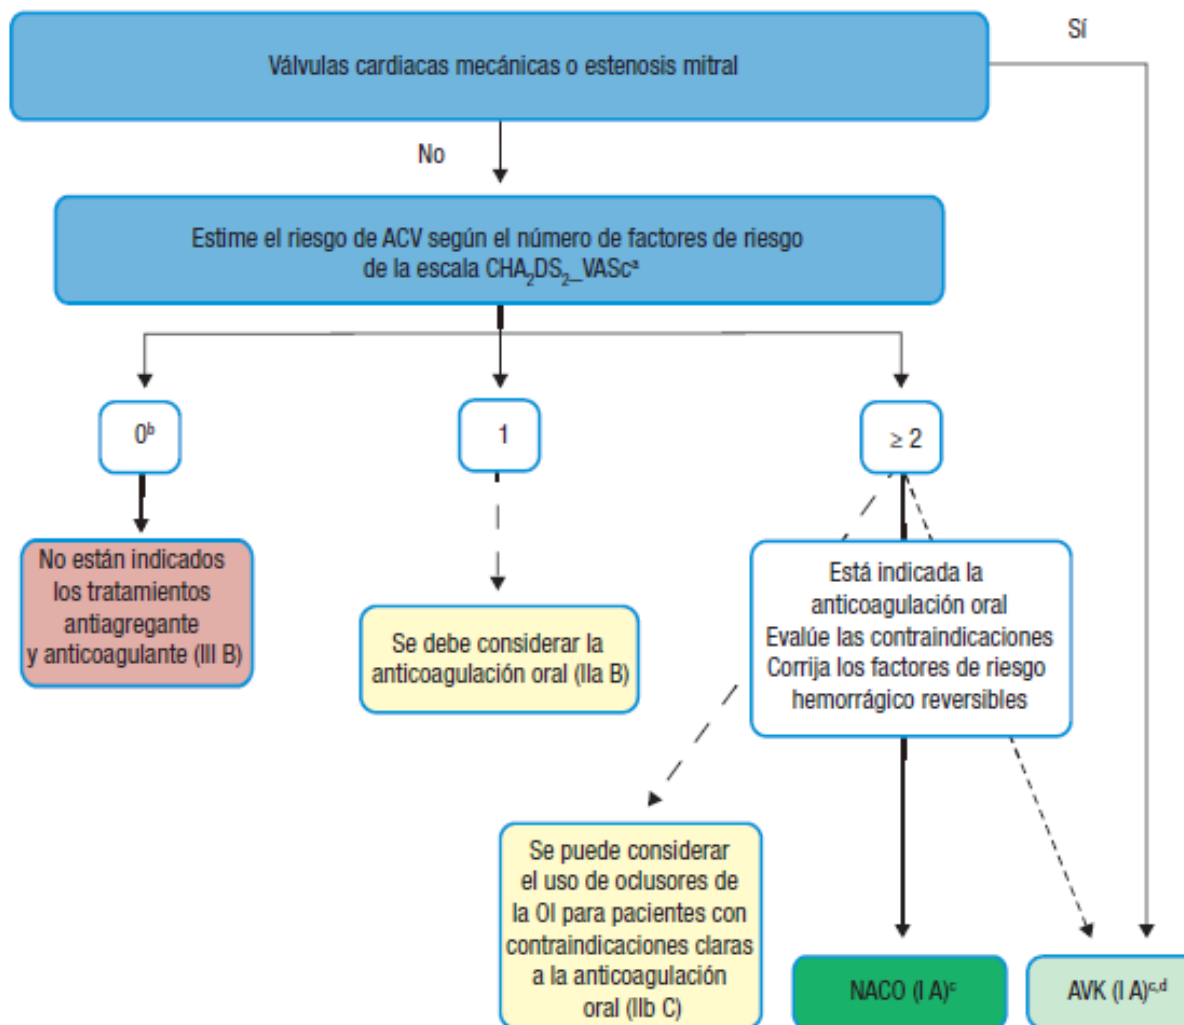 Sí
Válvulas cardiacas mecánicas o estenosis mitral
No
Estime el riesgo de ACV según el número de factores de riesgo
de la escala CHA₂DS₂_VAScᵃ
0ᵇ
1
≥ 2
No están indicados
los tratamientos
antiagregante
y anticoagulante (III B)
Se debe considerar la
anticoagulación oral (IIa B)
Está indicada la
anticoagulación oral
Evalúe las contraindicaciones
Corrija los factores de riesgo
hemorrágico reversibles
Se puede considerar
el uso de oclusores de
la OI para pacientes con
contraindicaciones claras
a la anticoagulación
oral (IIb C)
NACO (I A)ᶜ
AVK (I A)ᶜ,ᵈ